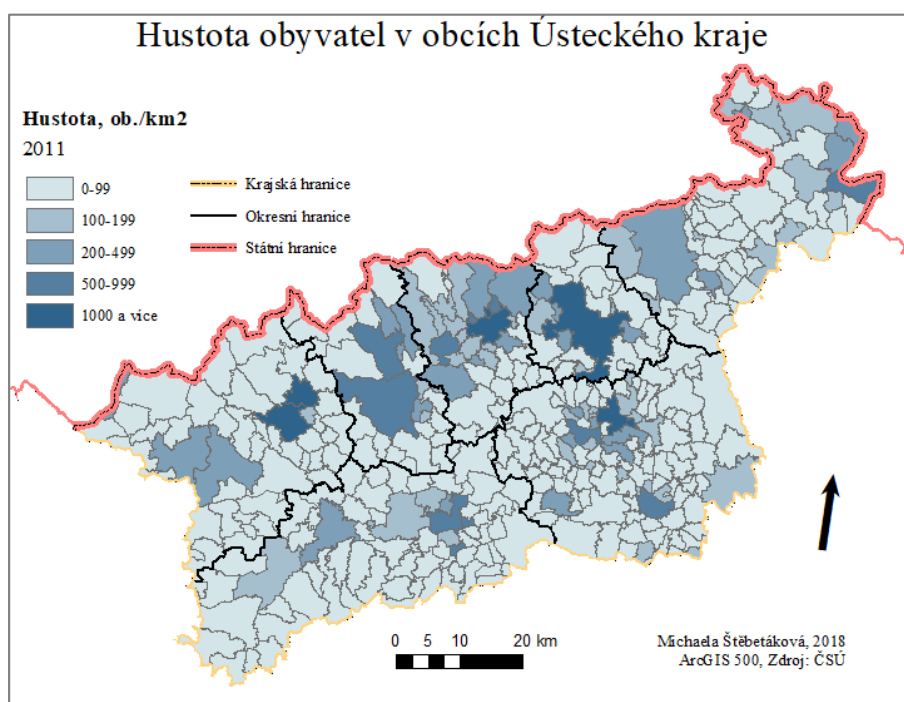 Hustota obyvatel v obcích Ústeckého kraje
Hustota, ob./km2
2011
0-99
100-199
200-499
500-999
1000 a vice
Krajská hranice
Okresní hranice
Státní hranice
0 5 10 20 km
Michaela Štěbetáková, 2018
ArcGIS 500, Zdroj: ČSÚ